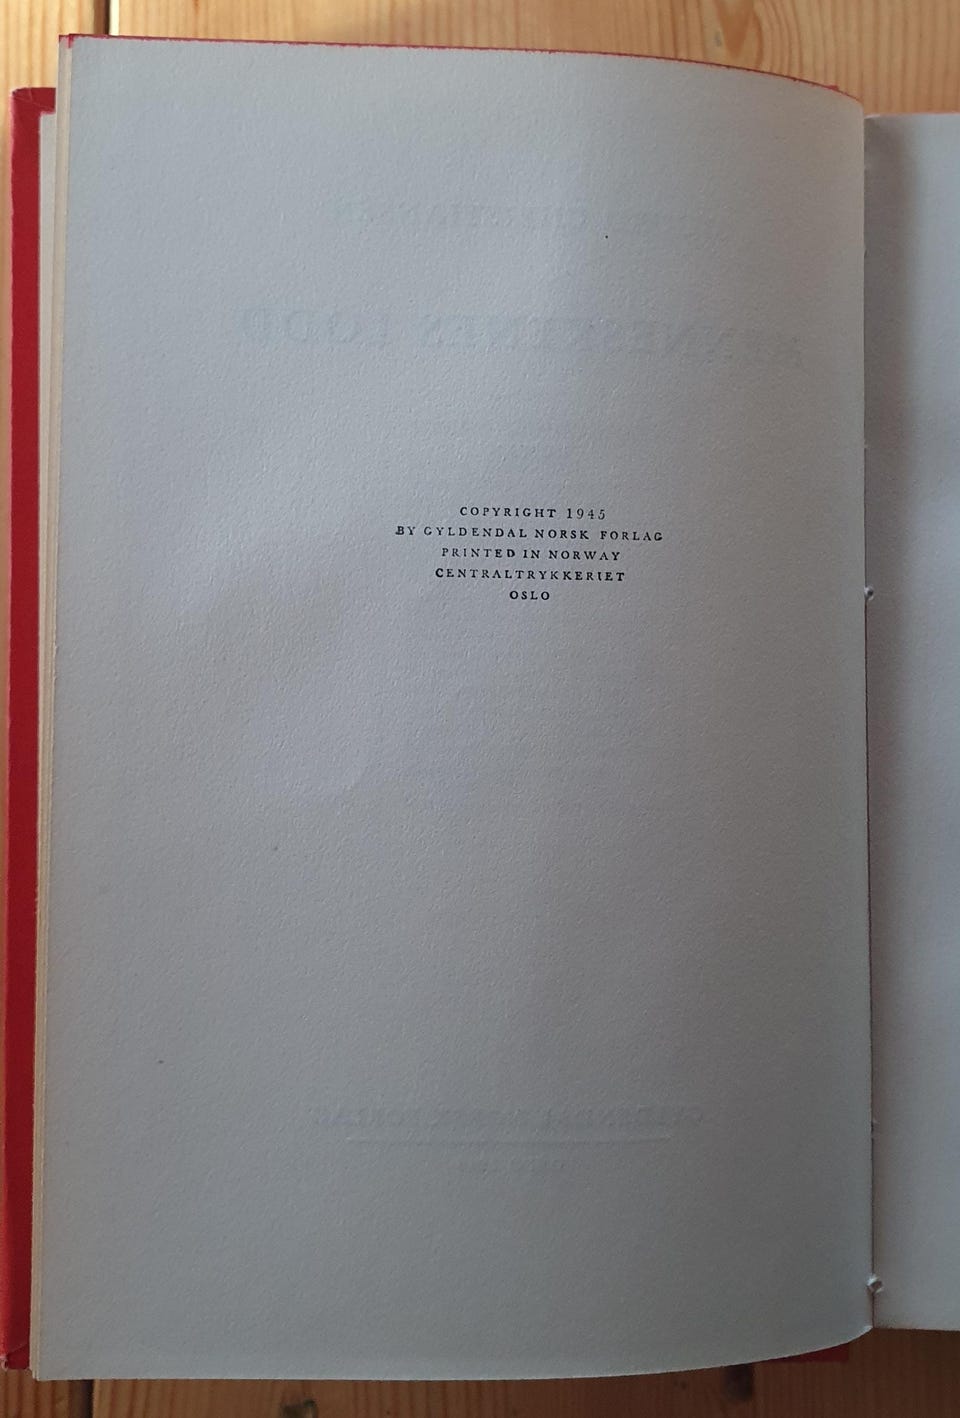 COPYRIGHT 1945
BY GYLDENDAL NORSK FORLAG
PRINTED IN NORWAY
CENTRALTRYKKERIET
OSLO